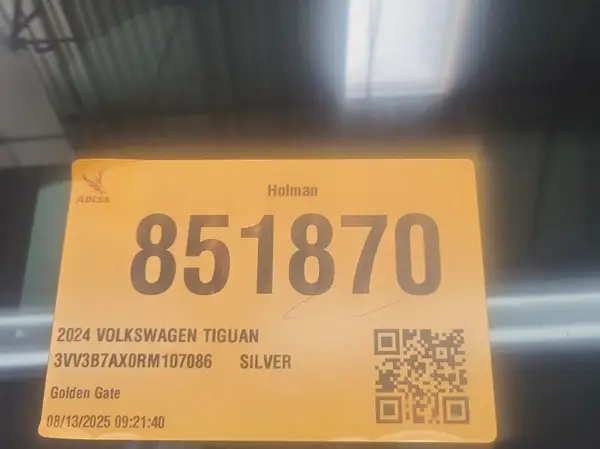 ADESA
Holman
851870
2024 VOLKSWAGEN TIGUAN
3VV3B7AX0RM107086 SILVER
Golden Gate
08/13/2025 09:21:40